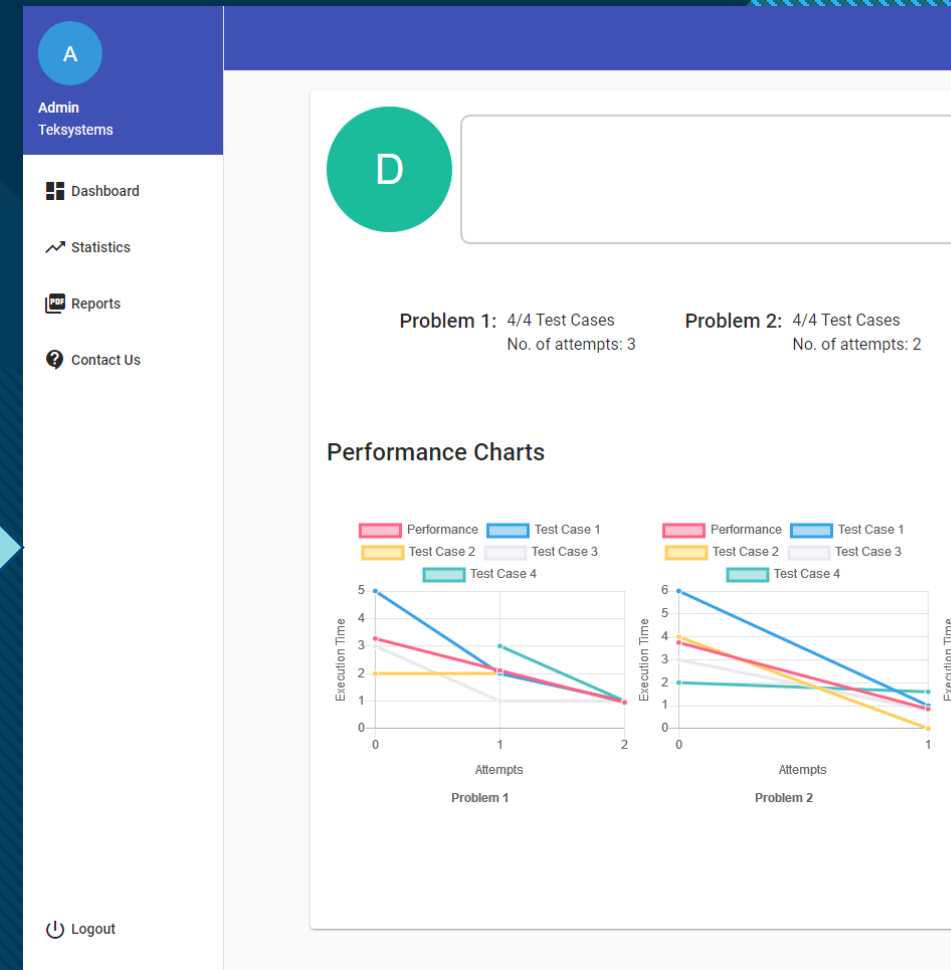 A
Admin
Teksystems
Dashboard
Statistics
PDF Reports
Contact Us
Logout
D
Problem 1: 4/4 Test Cases
No. of attempts: 3
Problem 2: 4/4 Test Cases
No. of attempts: 2
Performance Charts
Performance Test Case 1
Test Case 2 Test Case 3
Test Case 4
5
4
3
2
1
0
Execution Time
0 1 2
Attempts
Problem 1
Performance Test Case 1
Test Case 2 Test Case 3
Test Case 4
6
5
4
3
2
1
0
Execution Time
0 1
Attempts
Problem 2
Execution Time